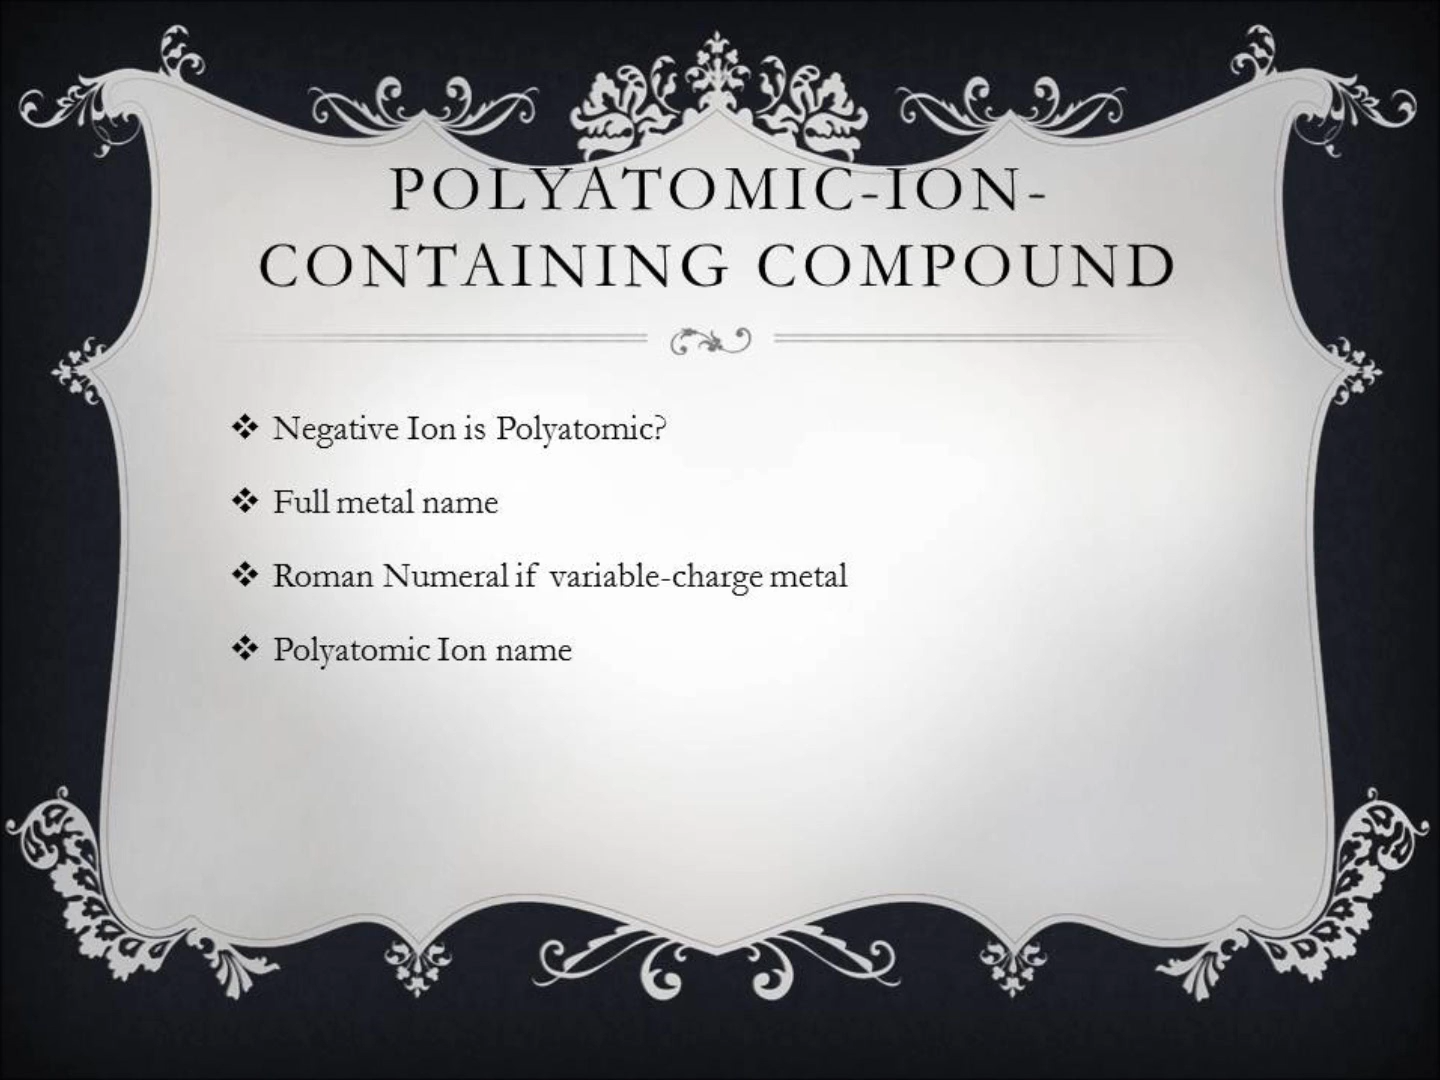 POLYATOMIC-ION-
CONTAINING COMPOUND
❖ Negative Ion is Polyatomic?
❖ Full metal name
❖ Roman Numeral if variable-charge metal
❖ Polyatomic Ion name